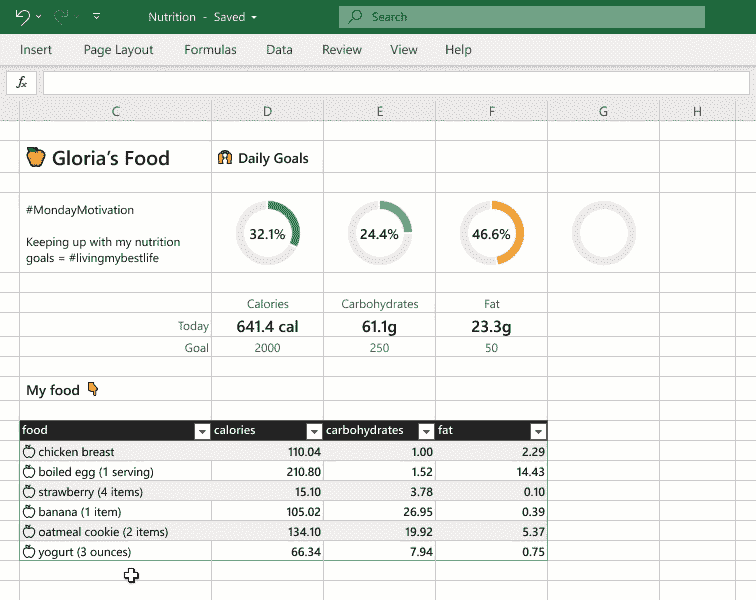 Nutrition - Saved
Search
Insert Page Layout Formulas Data Review View Help
fx
C D E F G H
Gloria's Food Daily Goals
#MondayMotivation
Keeping up with my nutrition
goals = #livingmybestlife
32.1% 24.4% 46.6%
Calories Carbohydrates Fat
Today 641.4 cal 61.1g 23.3g
Goal 2000 250 50
My food
food calories carbohydrates fat
chicken breast 110.04 1.00 2.29
boiled egg (1 serving) 210.80 1.52 14.43
strawberry (4 items) 15.10 3.78 0.10
banana (1 item) 105.02 26.95 0.39
oatmeal cookie (2 items) 134.10 19.92 5.37
yogurt (3 ounces) 66.34 7.94 0.75